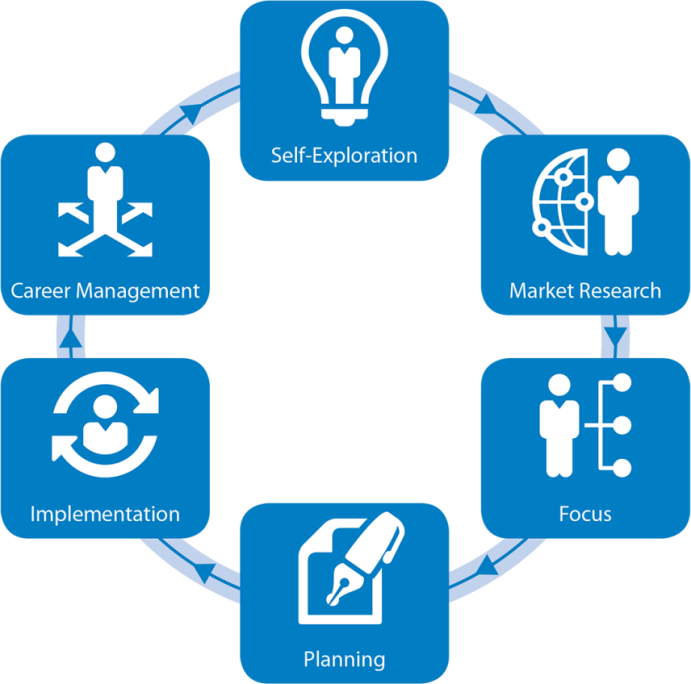 Self-Exploration
Market Research
Focus
Planning
Implementation
Career Management